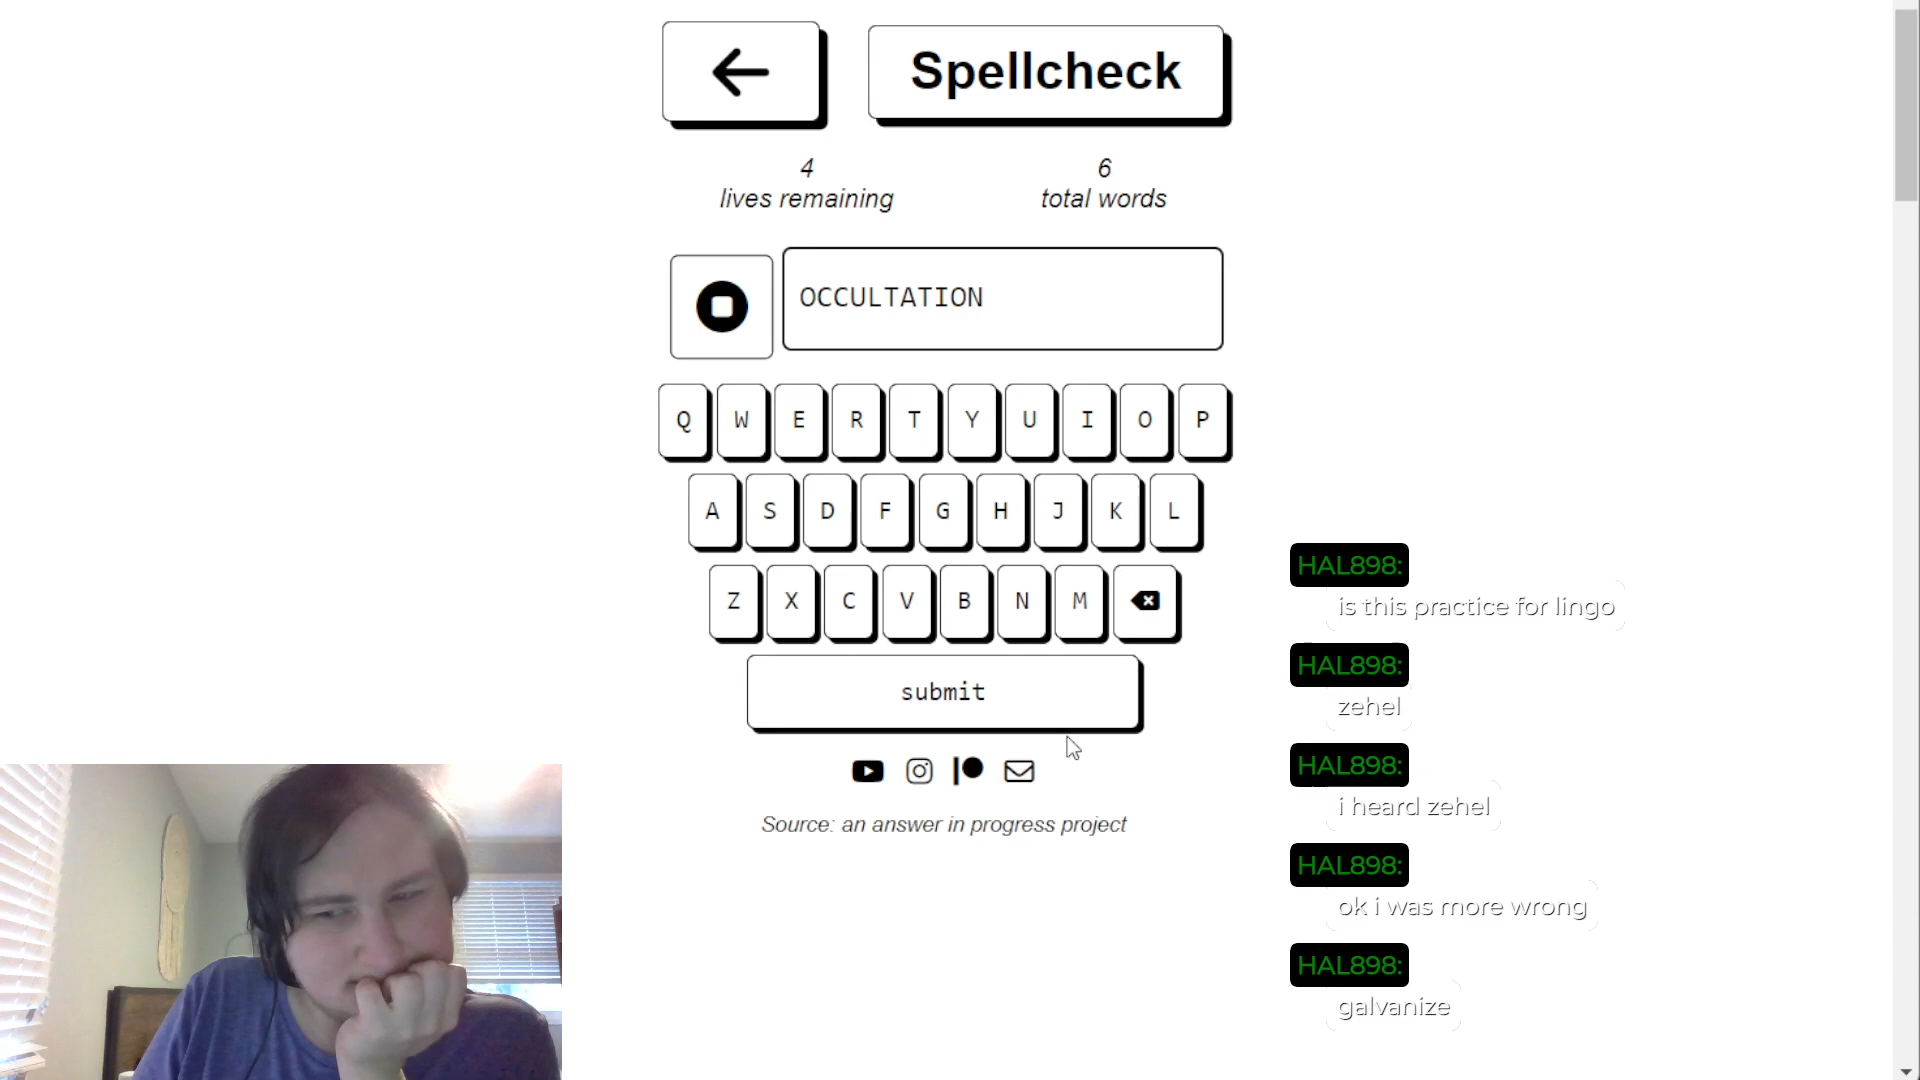 Spellcheck
4
lives remaining
6
total words
OCCULTATION
Q W E R T Y U I O P
A S D F G H J K L
Z X C V B N M
submit
Source: an answer in progress project
HAL898:
is this practice for lingo
HAL898:
zehel
HAL898:
i heard zehel
HAL898:
ok i was more wrong
HAL898:
galvanize